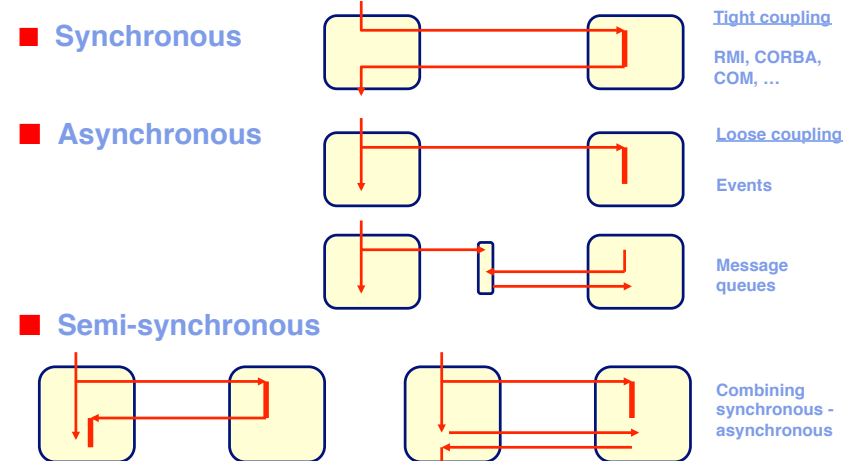 Synchronous
Tight coupling
RMI, CORBA,
COM, …
Asynchronous
Loose coupling
Events
Message
queues
Semi-synchronous
Combining
synchronous -
asynchronous